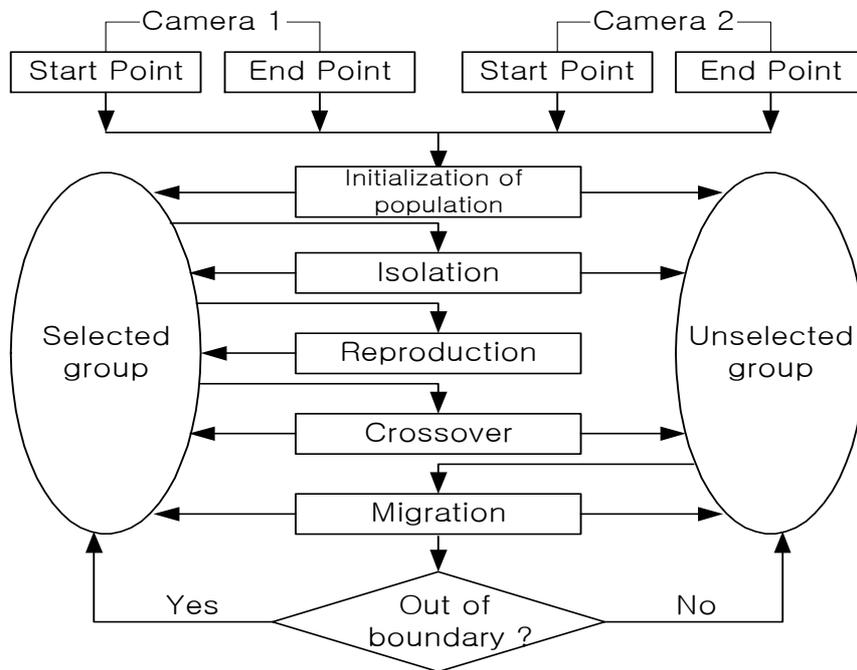 Camera 1
Camera 2
Start Point
End Point
Start Point
End Point
Initialization of
population
Isolation
Selected
group
Reproduction
Unselected
group
Crossover
Migration
Yes
Out of
boundary ?
No